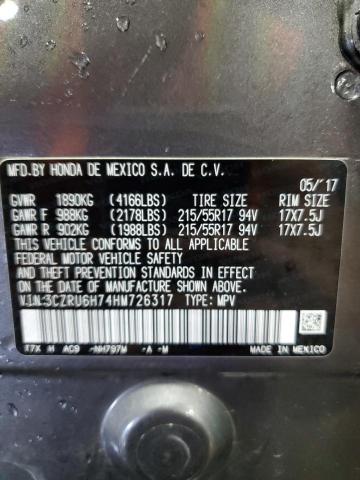 MFD.BY HONDA DE MEXICO S.A. DE C.V. 05/'17
GVWR 1890KG (4166LBS) TIRE SIZE RIM SIZE
GAWR F 988KG (2178LBS) 215/55R17 94V 17X7.5J
GAWR R 902KG (1988LBS) 215/55R17 94V 17X7.5J
THIS VEHICLE CONFORMS TO ALL APPLICABLE
FEDERAL MOTOR VEHICLE SAFETY AND THEFT
PREVENTION STANDARDS IN EFFECT ON THE DATE
OF MANUFACTURE SHOWN ABOVE.
V.I.N:3CZRU6H74HM726317 TYPE: MPV
T7X H AC9 -NH797M -A -M MADE IN MEXICO